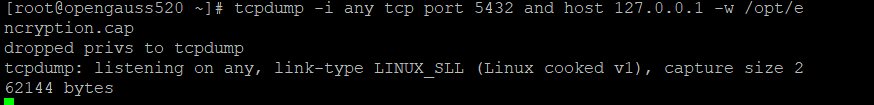 [root@opengauss520 ~]# tcpdump -i any tcp port 5432 and host 127.0.0.1 -w /opt/e
ncryption.cap
dropped privs to tcpdump
tcpdump: listening on any, link-type LINUX_SLL (Linux cooked v1), capture size 2
62144 bytes